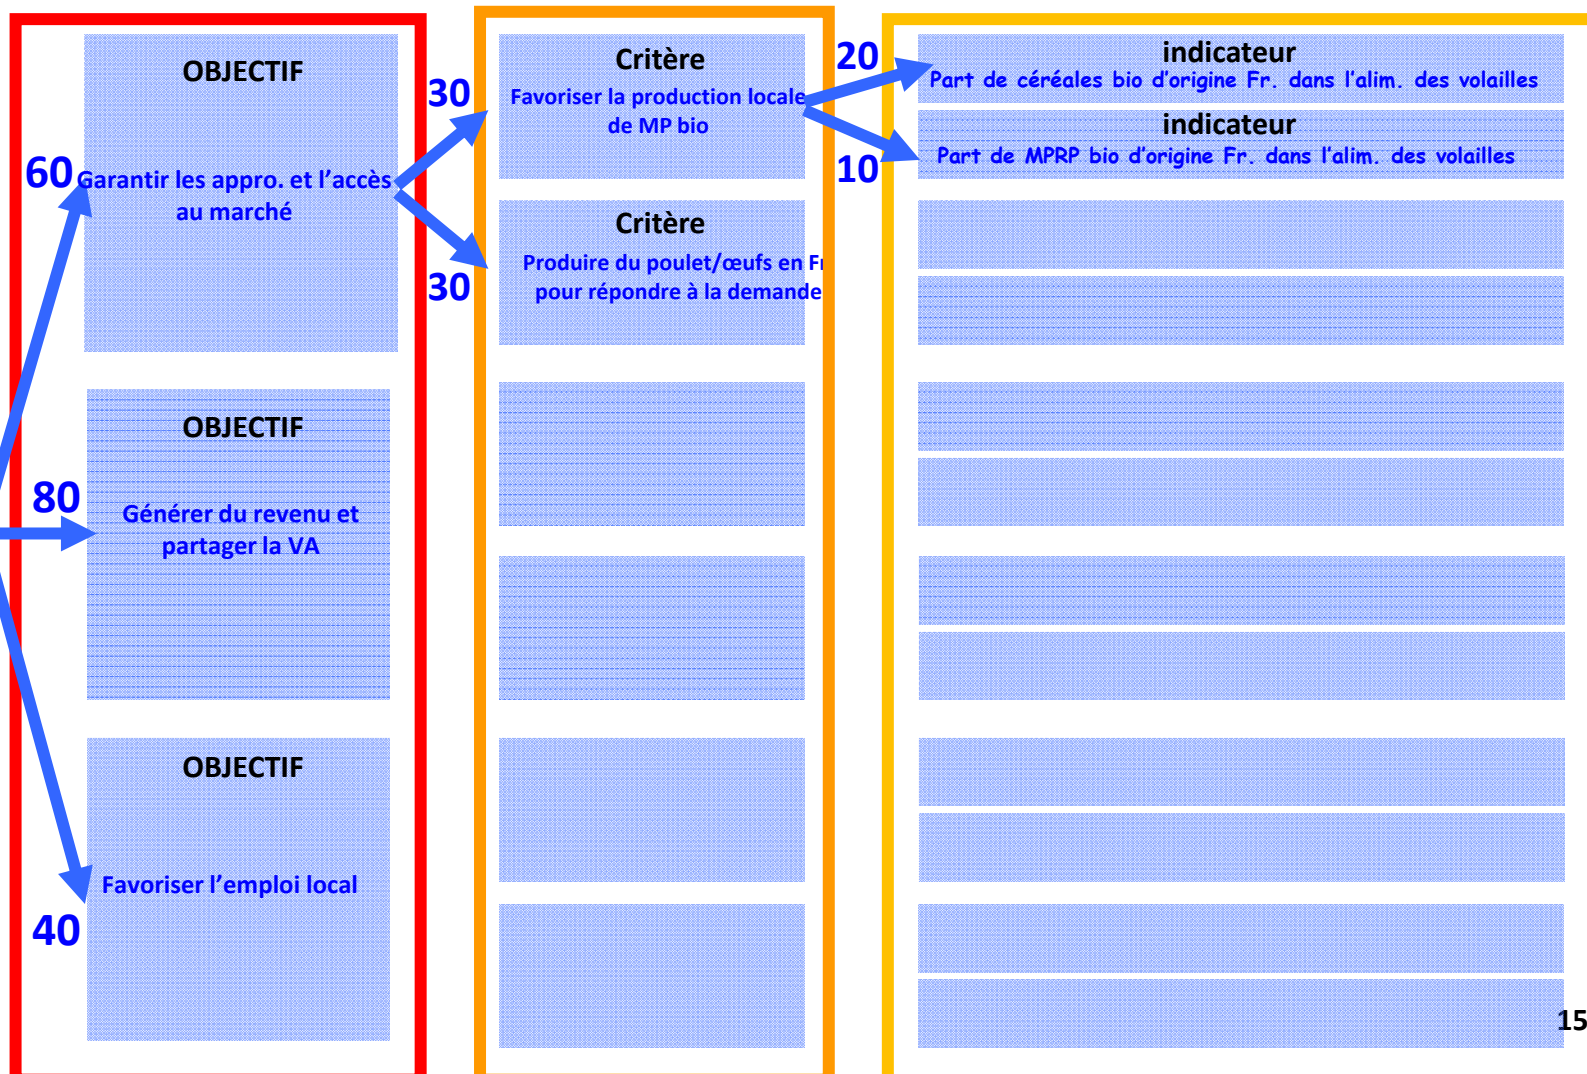 OBJECTIF
60
Garantir les appro. et l'accès
au marché
OBJECTIF
80
Générer du revenu et
partager la VA
OBJECTIF
Favoriser l'emploi local
40
30
Critère
Favoriser la production locale
de MP bio
30
Critère
Produire du poulet/œufs en Fr
pour répondre à la demande
20
indicateur
Part de céréales bio d'origine Fr. dans l'alim. des volailles
10
indicateur
Part de MPRP bio d'origine Fr. dans l'alim. des volailles
15